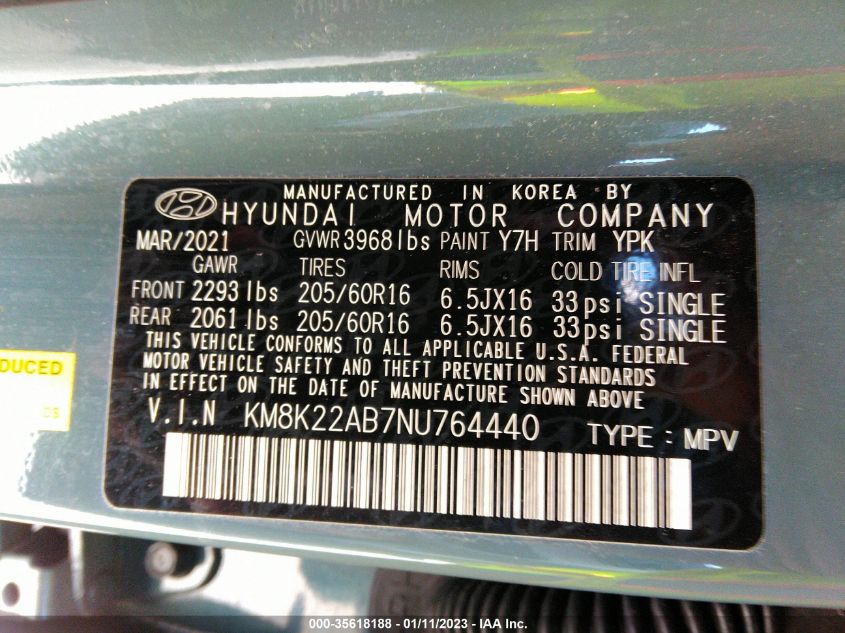 MANUFACTURED IN KOREA BY
HYUNDAI MOTOR COMPANY
MAR/2021 GVWR 3968 lbs PAINT Y7H TRIM YPK
GAWR TIRES RIMS COLD TIRE INFL
FRONT 2293 lbs 205/60R16 6.5JX16 33psi SINGLE
REAR 2061 lbs 205/60R16 6.5JX16 33psi SINGLE
THIS VEHICLE CONFORMS TO ALL APPLICABLE U.S.A. FEDERAL
MOTOR VEHICLE SAFETY AND THEFT PREVENTION STANDARDS
IN EFFECT ON THE DATE OF MANUFACTURE SHOWN ABOVE
V.I.N KM8K22AB7NU764440 TYPE : MPV
DUCED
000-35618188 - 01/11/2023 - IAA Inc.